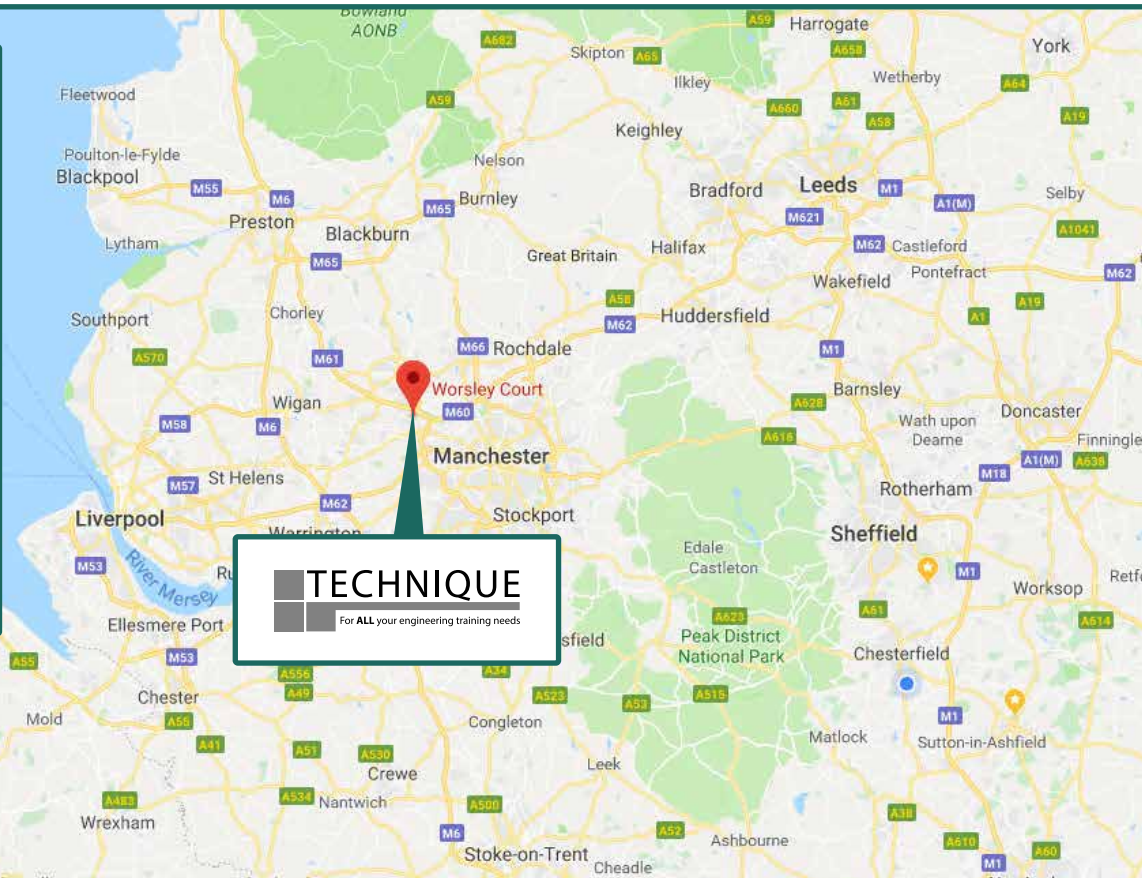 Bowland
AONB
A682
Skipton
A65
A59
Harrogate
A658
York
Ilkley
Wetherby
A64
Fleetwood
A59
A660
A61
A58
A19
Keighley
Poulton-le-Fylde
Blackpool
Nelson
M55
M6
M65
Burnley
Bradford
Leeds
M1
A1(M)
Selby
Preston
Blackburn
M621
A1041
Lytham
M65
Great Britain
Halifax
M62
Castleford
Wakefield
Pontefract
M62
Southport
Chorley
A58
M62
Huddersfield
A19
A1
A570
M61
M66
Rochdale
M1
Worsley Court
M60
Wigan
Barnsley
A628
Wath upon
Dearne
Doncaster
M58
M6
Manchester
A616
Finningle
A1(M)
A638
M18
M57
St Helens
M62
Rotherham
Liverpool
Warrington
Stockport
Sheffield
M53
River Mersey
Ru
Edale
Castleton
M1
Worksop
Retf
TECHNIQUE
For ALL your engineering training needs
Ellesmere Port
sfield
A623
Peak District
National Park
A61
A614
Chesterfield
A55
M53
A556
A49
A34
A523
A53
A515
Chester
A55
Mold
Congleton
M1
Matlock
Sutton-in-Ashfield
A41
A51
A530
Crewe
Leek
A483
Wrexham
A534
Nantwich
A500
A38
M6
Stoke-on-Trent
A52
Ashbourne
A610
A60
Cheadle
M1